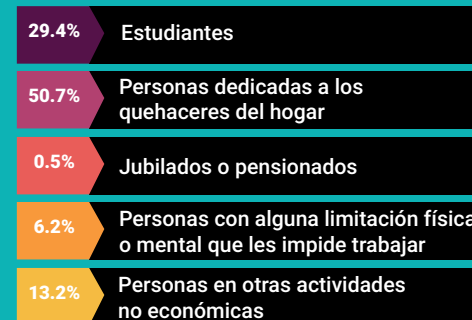 29.4%
Estudiantes
50.7%
Personas dedicadas a los
quehaceres del hogar
0.5%
Jubilados o pensionados
6.2%
Personas con alguna limitación física
o mental que les impide trabajar
13.2%
Personas en otras actividades
no económicas